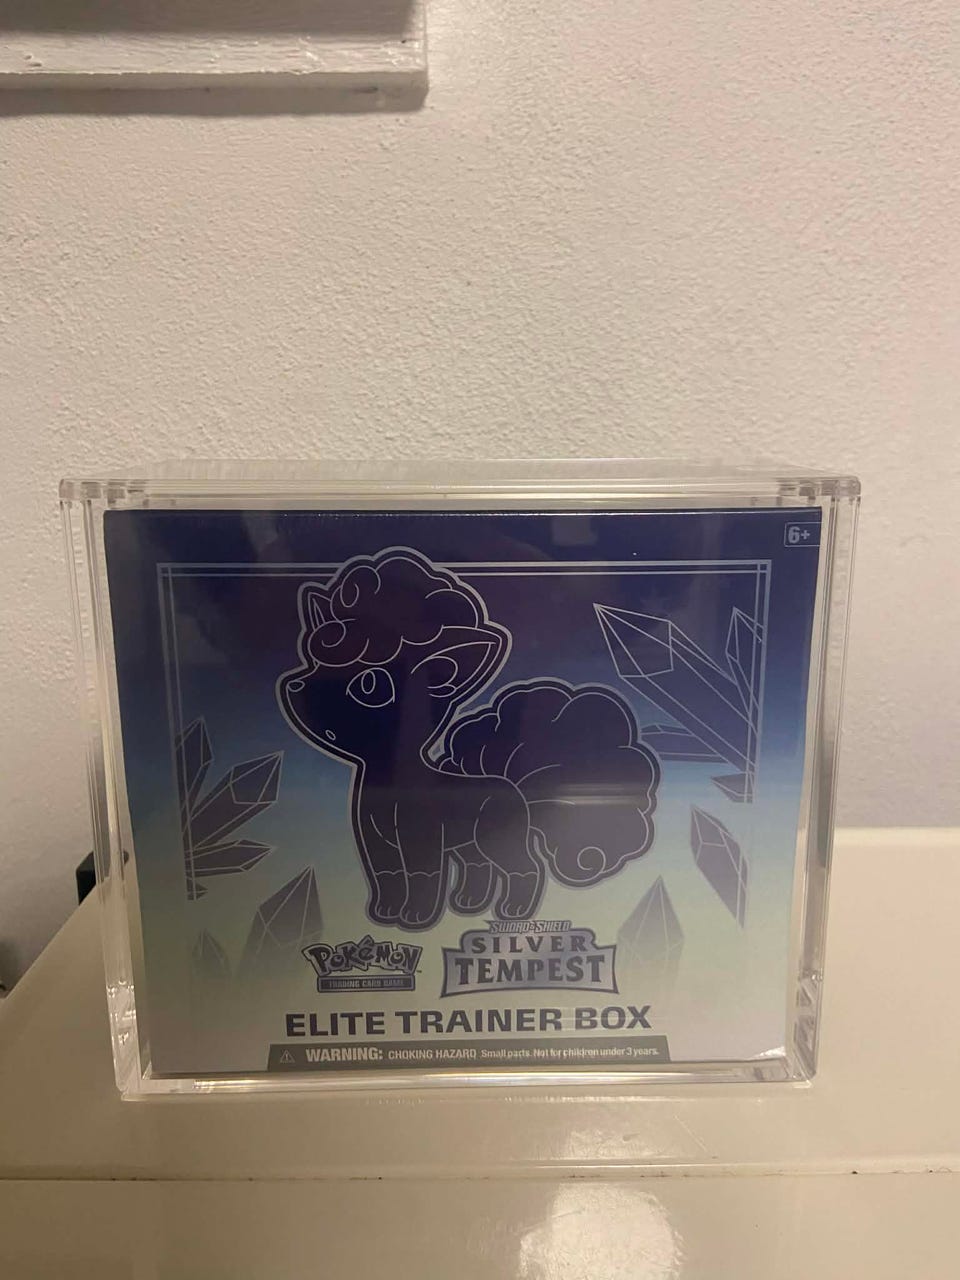 6+
POKéMON™
TRADING CARD GAME
SWORD & SHIELD
SILVER
TEMPEST
ELITE TRAINER BOX
WARNING: CHOKING HAZARD Small parts. Not for children under 3 years.